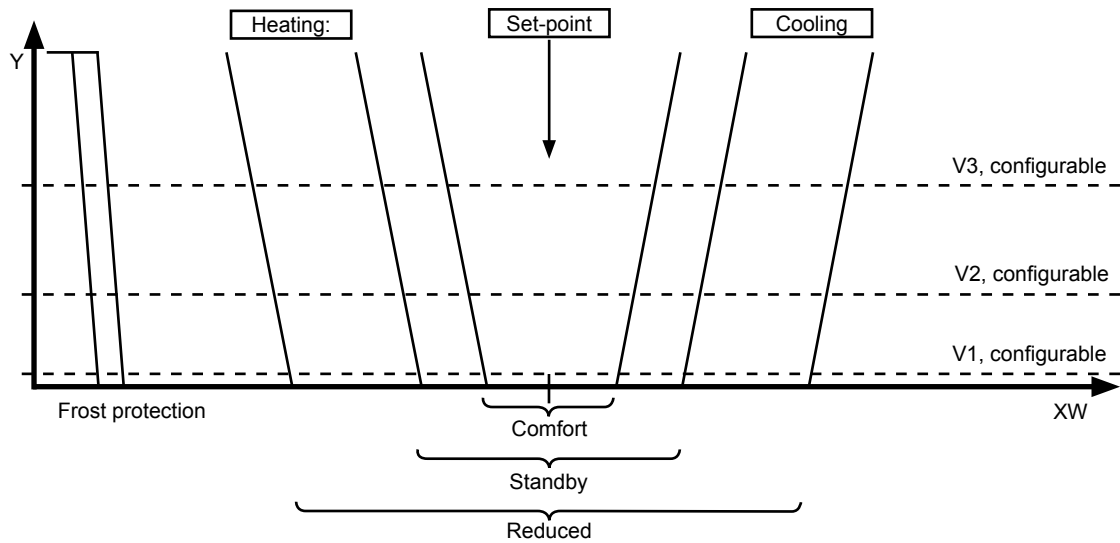 Heating:
Set-point
Cooling
Y
V3, configurable
V2, configurable
V1, configurable
Frost protection
XW
Comfort
Standby
Reduced